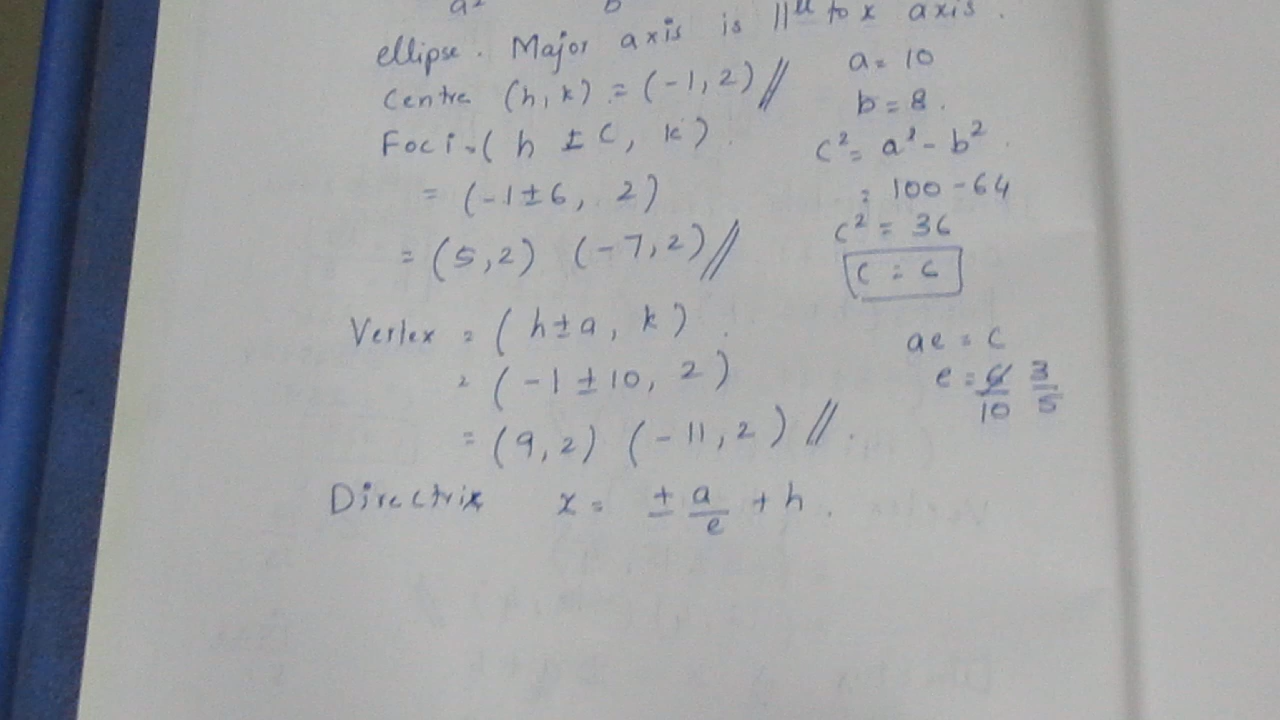 a² b
ellipse. Major axis is ||ll to x axis.
Centre (h, k) = (-1, 2) //
a = 10
b = 8.
Foci = (h ± c, k).
c² = a² - b².
= (-1 ± 6, 2)
= 100 - 64
= (5, 2) (-7, 2) //
c² = 36
c = 6
Vertex = (h ± a, k).
ae = c
= (-1 ± 10, 2)
e = 6/10 3/5
= (9, 2) (-11, 2) //.
Directrix x = ± a/e + h.